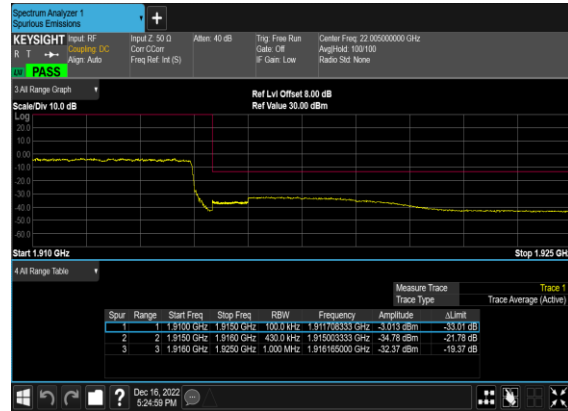 Spectrum Analyzer 1
Spurious Emissions
KEYSIGHT Input: RF Input Z: 50 Ω Atten: 40 dB Trig: Free Run Center Freq: 22.005000000 GHz
R T Coupling: DC Corr CCorr Gate: Off Avg|Hold: 100/100
Align: Auto Freq Ref: Int (S) IF Gain: Low Radio Std: None
PASS
3 All Range Graph
Ref Lvl Offset 8.00 dB
Scale/Div 10.0 dB Ref Value 30.00 dBm
Log
20.0
10.0
0.00
-10.0
-20.0
-30.0
-40.0
-50.0
-60.0
Start 1.910 GHz Stop 1.925 GHz
4 All Range Table
Measure Trace Trace 1
Trace Type Trace Average (Active)
Spur Range Start Freq Stop Freq RBW Frequency Amplitude ΔLimit
1 1 1.9100 GHz 1.9150 GHz 100.0 kHz 1.911708333 GHz -3.013 dBm -33.01 dB
2 2 1.9150 GHz 1.9160 GHz 430.0 kHz 1.915003333 GHz -34.78 dBm -21.78 dB
3 3 1.9160 GHz 1.9250 GHz 1.000 MHz 1.916165000 GHz -32.37 dBm -19.37 dB
Dec 16, 2022
5:24:59 PM